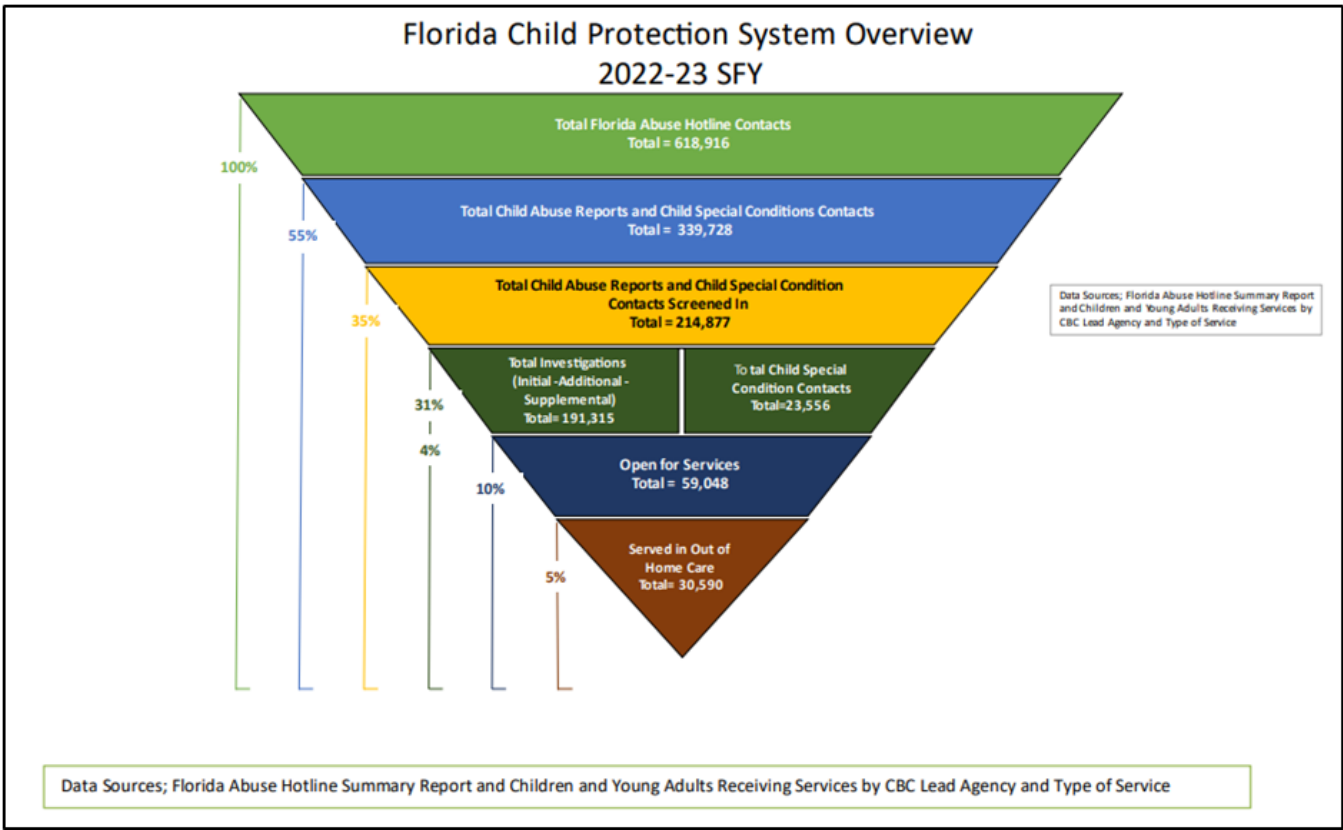 Florida Child Protection System Overview
2022-23 SFY
Total Florida Abuse Hotline Contacts
Total = 618,916
100%
Total Child Abuse Reports and Child Special Conditions Contacts
Total = 339,728
55%
Total Child Abuse Reports and Child Special Condition
Contacts Screened In
Total = 214,877
35%
Data Sources; Florida Abuse Hotline Summary Report
and Children and Young Adults Receiving Services by
CBC Lead Agency and Type of Service
Total Investigations
(Initial -Additional -
Supplemental)
Total= 191,315
Total Child Special
Condition Contacts
Total=23,556
31%
4%
Open for Services
Total = 59,048
10%
Served in Out of
Home Care
Total= 30,590
5%
Data Sources; Florida Abuse Hotline Summary Report and Children and Young Adults Receiving Services by CBC Lead Agency and Type of Service